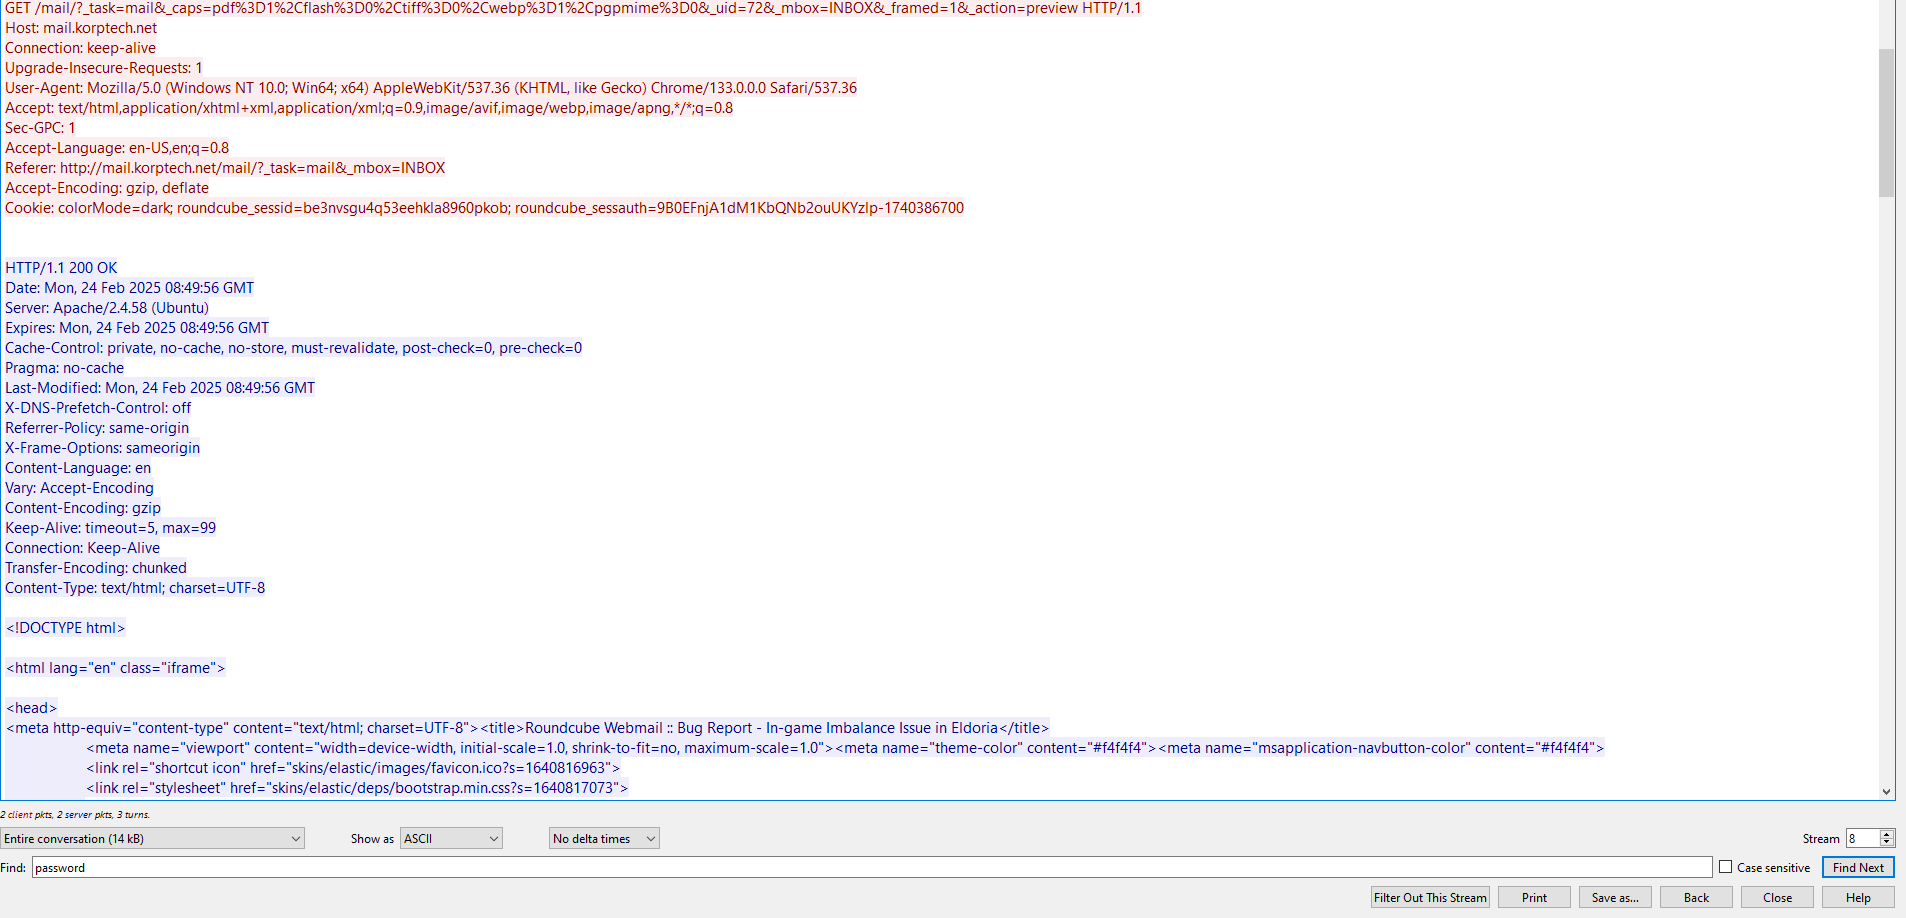 GET /mail/?_task=mail&_caps=pdf%3D1%2Cflash%3D0%2Ctiff%3D0%2Cwebp%3D1%2Cpgpmime%3D0&_uid=72&_mbox=INBOX&_framed=1&_action=preview HTTP/1.1
Host: mail.korptech.net
Connection: keep-alive
Upgrade-Insecure-Requests: 1
User-Agent: Mozilla/5.0 (Windows NT 10.0; Win64; x64) AppleWebKit/537.36 (KHTML, like Gecko) Chrome/133.0.0.0 Safari/537.36
Accept: text/html,application/xhtml+xml,application/xml;q=0.9,image/avif,image/webp,image/apng,*/*;q=0.8
Sec-GPC: 1
Accept-Language: en-US,en;q=0.8
Referer: http://mail.korptech.net/mail/?_task=mail&_mbox=INBOX
Accept-Encoding: gzip, deflate
Cookie: colorMode=dark; roundcube_sessid=be3nvsgu4q53eehkla8960pkob; roundcube_sessauth=9B0EFnjA1dM1KbQNb2ouUKYzIp-1740386700
HTTP/1.1 200 OK
Date: Mon, 24 Feb 2025 08:49:56 GMT
Server: Apache/2.4.58 (Ubuntu)
Expires: Mon, 24 Feb 2025 08:49:56 GMT
Cache-Control: private, no-cache, no-store, must-revalidate, post-check=0, pre-check=0
Pragma: no-cache
Last-Modified: Mon, 24 Feb 2025 08:49:56 GMT
X-DNS-Prefetch-Control: off
Referrer-Policy: same-origin
X-Frame-Options: sameorigin
Content-Language: en
Vary: Accept-Encoding
Content-Encoding: gzip
Keep-Alive: timeout=5, max=99
Connection: Keep-Alive
Transfer-Encoding: chunked
Content-Type: text/html; charset=UTF-8
<!DOCTYPE html>
<html lang="en" class="iframe">
<head>
<meta http-equiv="content-type" content="text/html; charset=UTF-8"><title>Roundcube Webmail :: Bug Report - In-game Imbalance Issue in Eldoria</title>
<meta name="viewport" content="width=device-width, initial-scale=1.0, shrink-to-fit=no, maximum-scale=1.0"><meta name="theme-color" content="#f4f4f4"><meta name="msapplication-navbutton-color" content="#f4f4f4">
<link rel="shortcut icon" href="skins/elastic/images/favicon.ico?s=1640816963">
<link rel="stylesheet" href="skins/elastic/deps/bootstrap.min.css?s=1640817073">
2 client pkts, 2 server pkts, 3 turns.
Entire conversation (14 kB) Show as ASCII No delta times Stream 8
Find: password Case sensitive Find Next
Filter Out This Stream Print Save as... Back Close Help